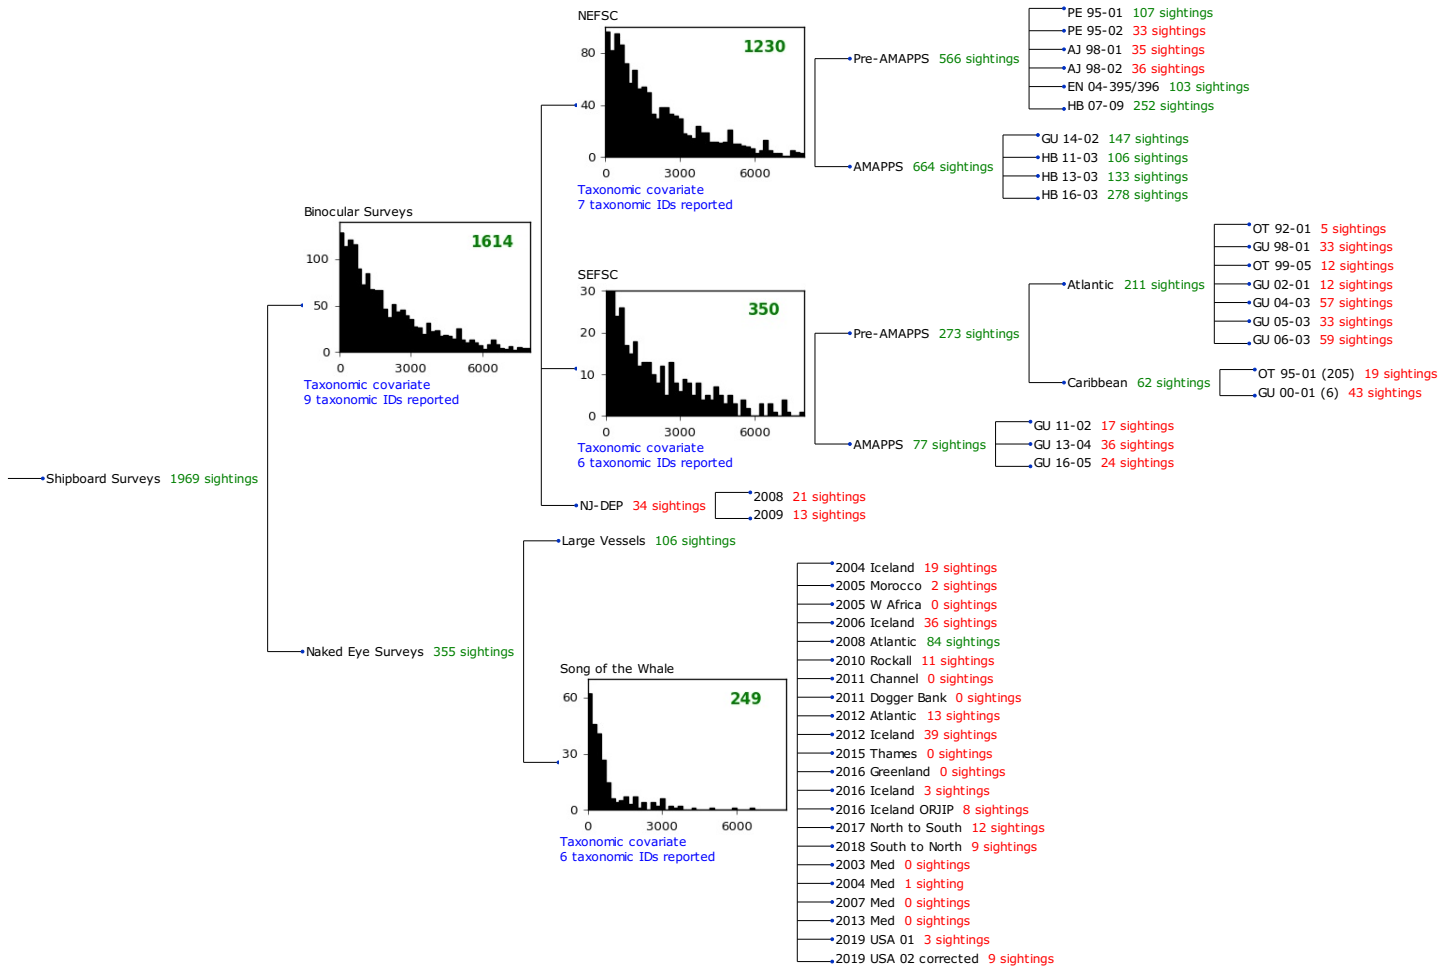 Shipboard Surveys 1969 sightings
Binocular Surveys
1614
100
50
0
0 3000 6000
Taxonomic covariate
9 taxonomic IDs reported
NEFSC
1230
80
40
0
0 3000 6000
Taxonomic covariate
7 taxonomic IDs reported
Pre-AMAPPS 566 sightings
PE 95-01 107 sightings
PE 95-02 33 sightings
AJ 98-01 35 sightings
AJ 98-02 36 sightings
EN 04-395/396 103 sightings
HB 07-09 252 sightings
AMAPPS 664 sightings
GU 14-02 147 sightings
HB 11-03 106 sightings
HB 13-03 133 sightings
HB 16-03 278 sightings
SEFSC
350
30
20
10
0
0 3000 6000
Taxonomic covariate
6 taxonomic IDs reported
Pre-AMAPPS 273 sightings
Atlantic 211 sightings
OT 92-01 5 sightings
GU 98-01 33 sightings
OT 99-05 12 sightings
GU 02-01 12 sightings
GU 04-03 57 sightings
GU 05-03 33 sightings
GU 06-03 59 sightings
Caribbean 62 sightings
OT 95-01 (205) 19 sightings
GU 00-01 (6) 43 sightings
AMAPPS 77 sightings
GU 11-02 17 sightings
GU 13-04 36 sightings
GU 16-05 24 sightings
NJ-DEP 34 sightings
2008 21 sightings
2009 13 sightings
Naked Eye Surveys 355 sightings
Large Vessels 106 sightings
Song of the Whale
249
60
30
0
0 3000 6000
Taxonomic covariate
6 taxonomic IDs reported
2004 Iceland 19 sightings
2005 Morocco 2 sightings
2005 W Africa 0 sightings
2006 Iceland 36 sightings
2008 Atlantic 84 sightings
2010 Rockall 11 sightings
2011 Channel 0 sightings
2011 Dogger Bank 0 sightings
2012 Atlantic 13 sightings
2012 Iceland 39 sightings
2015 Thames 0 sightings
2016 Greenland 0 sightings
2016 Iceland 3 sightings
2016 Iceland ORJIP 8 sightings
2017 North to South 12 sightings
2018 South to North 9 sightings
2003 Med 0 sightings
2004 Med 1 sighting
2007 Med 0 sightings
2013 Med 0 sightings
2019 USA 01 3 sightings
2019 USA 02 corrected 9 sightings